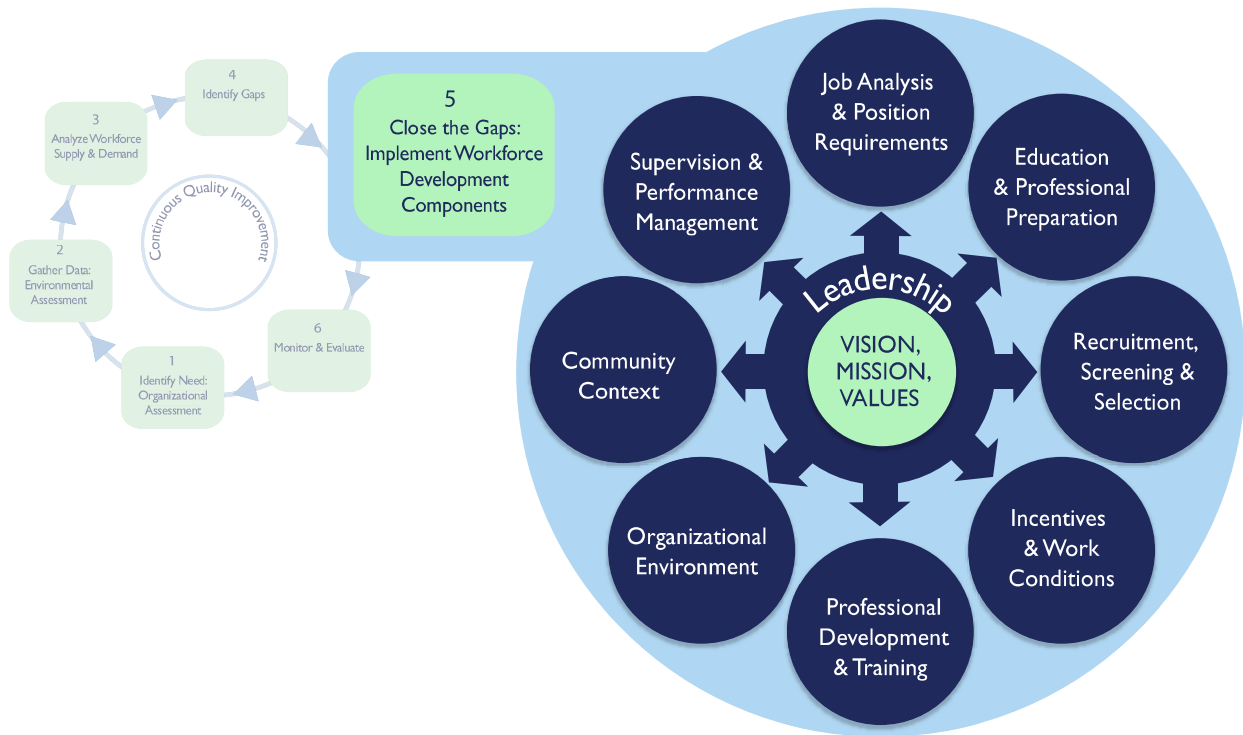 4
Identify Gaps
3
Analyze Workforce
Supply & Demand
Continuous Quality Improvement
2
Gather Data:
Environmental
Assessment
1
Identify Need:
Organizational
Assessment
6
Monitor & Evaluate
5
Close the Gaps:
Implement Workforce
Development
Components
Job Analysis
& Position
Requirements
Education
& Professional
Preparation
Recruitment,
Screening &
Selection
Incentives
& Work
Conditions
Professional
Development
& Training
Organizational
Environment
Community
Context
Supervision &
Performance
Management
Leadership
VISION,
MISSION,
VALUES